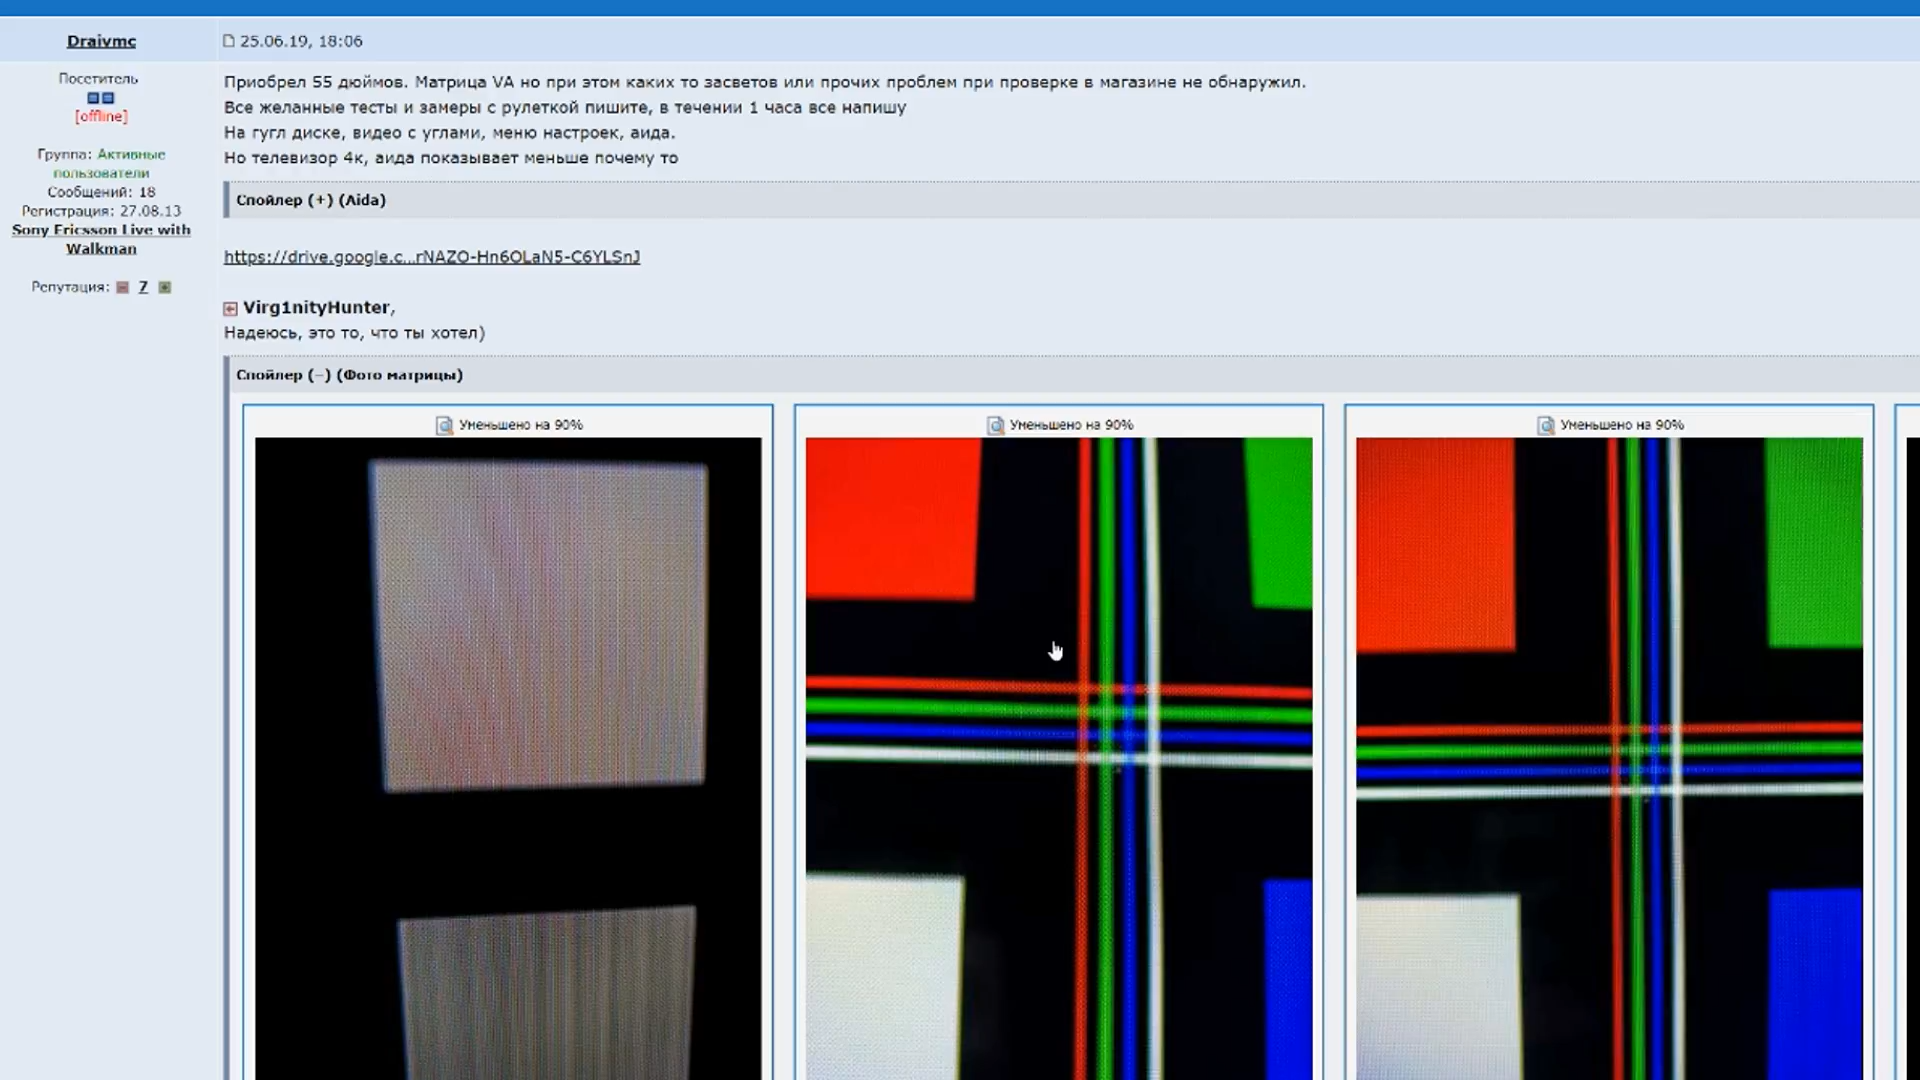 Draivmc
25.06.19, 18:06
Посетитель
[offline]
Группа: Активные
пользователи
Сообщений: 18
Регистрация: 27.08.13
Sony Ericsson Live with
Walkman
Репутация: 7
Приобрел 55 дюймов. Матрица VA но при этом каких то засветов или прочих проблем при проверке в магазине не обнаружил.
Все желанные тесты и замеры с рулеткой пишите, в течении 1 часа все напишу
На гугл диске, видео с углами, меню настроек, аида.
Но телевизор 4к, аида показывает меньше почему то
Спойлер (+) (Aida)
https://drive.google.c...rNAZO-Hn6OLaN5-C6YLSnJ
Virg1nityHunter,
Надеюсь, это то, что ты хотел)
Спойлер (−) (Фото матрицы)
Уменьшено на 90%
Уменьшено на 90%
Уменьшено на 90%